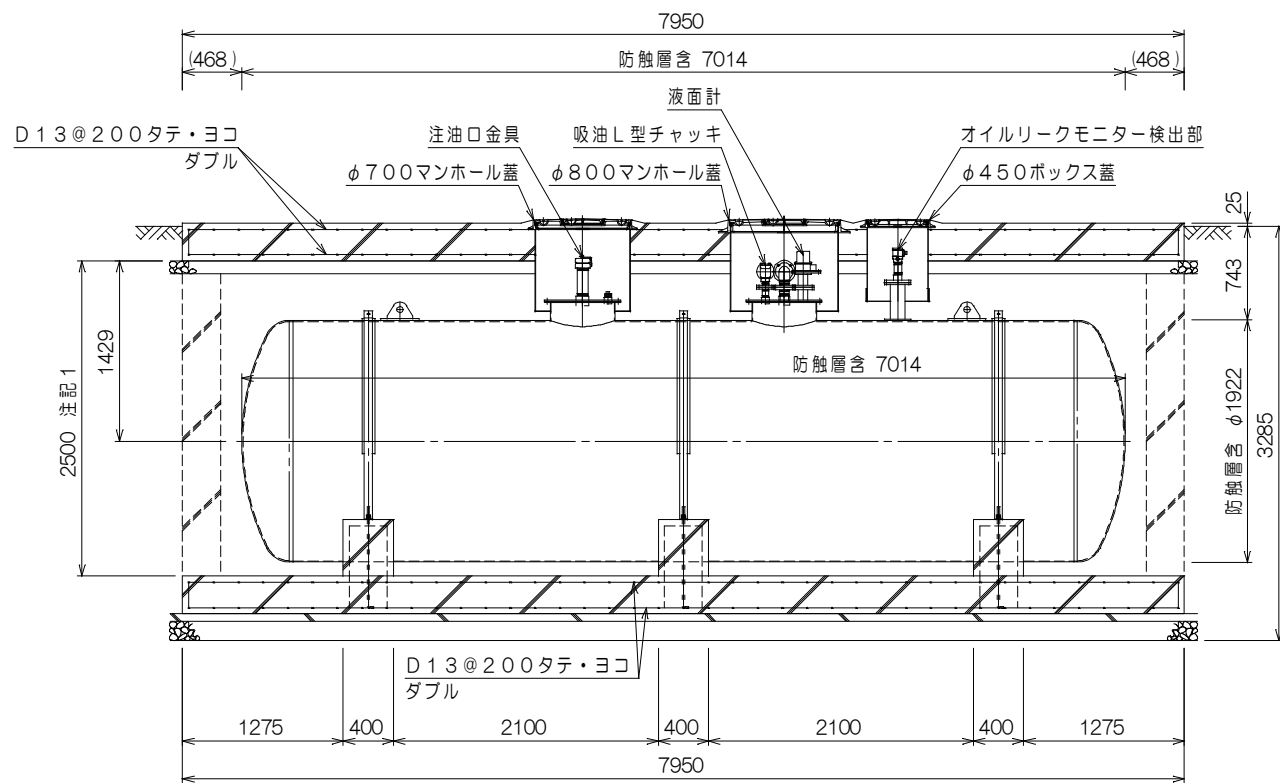 7950
(468)
防触層含 7014
(468)
液面計
D13@200タテ・ヨコ
ダブル
注油口金具
吸油L型チャッキ
オイルリークモニター検出部
φ700マンホール蓋
φ800マンホール蓋
φ450ボックス蓋
25
743
1429
2500 注記1
防触層含 7014
防触層含 φ1922
3285
D13@200タテ・ヨコ
ダブル
1275
400
2100
400
2100
400
1275
7950